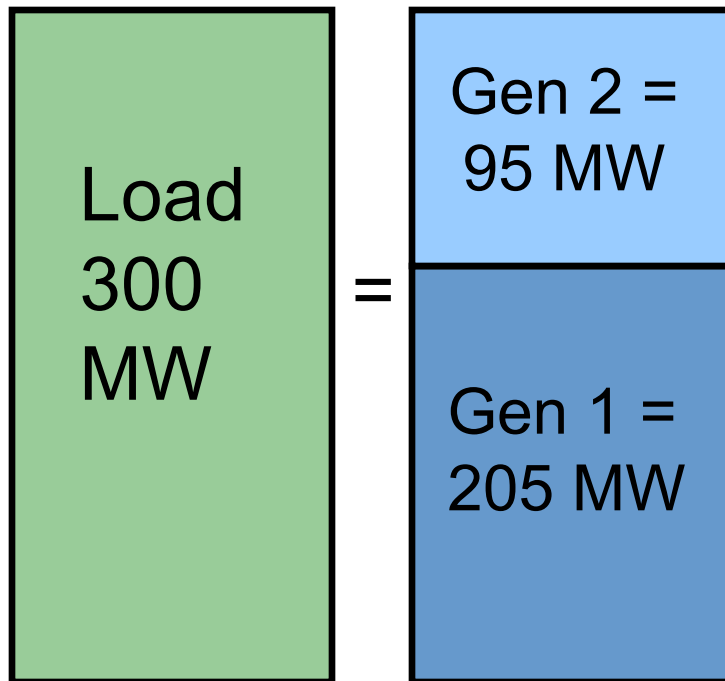 Load
300
MW
=
Gen 2 =
95 MW
Gen 1 =
205 MW